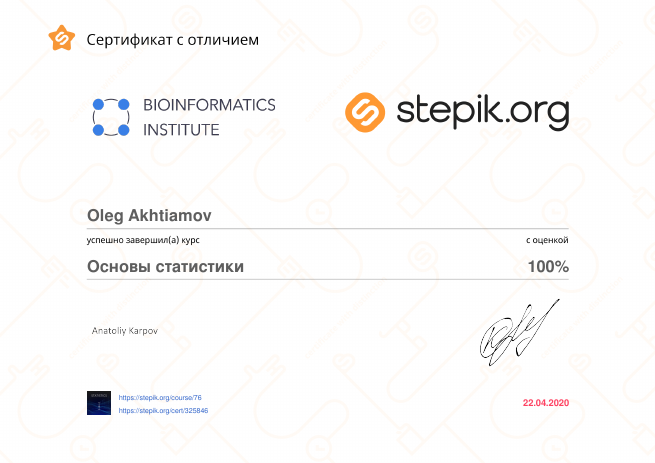 Сертификат с отличием
BIOINFORMATICS
INSTITUTE
stepik.org
Oleg Akhtiamov
успешно завершил(а) курс
с оценкой
Основы статистики
100%
Anatoliy Karpov
https://stepik.org/course/76
https://stepik.org/cert/325846
22.04.2020